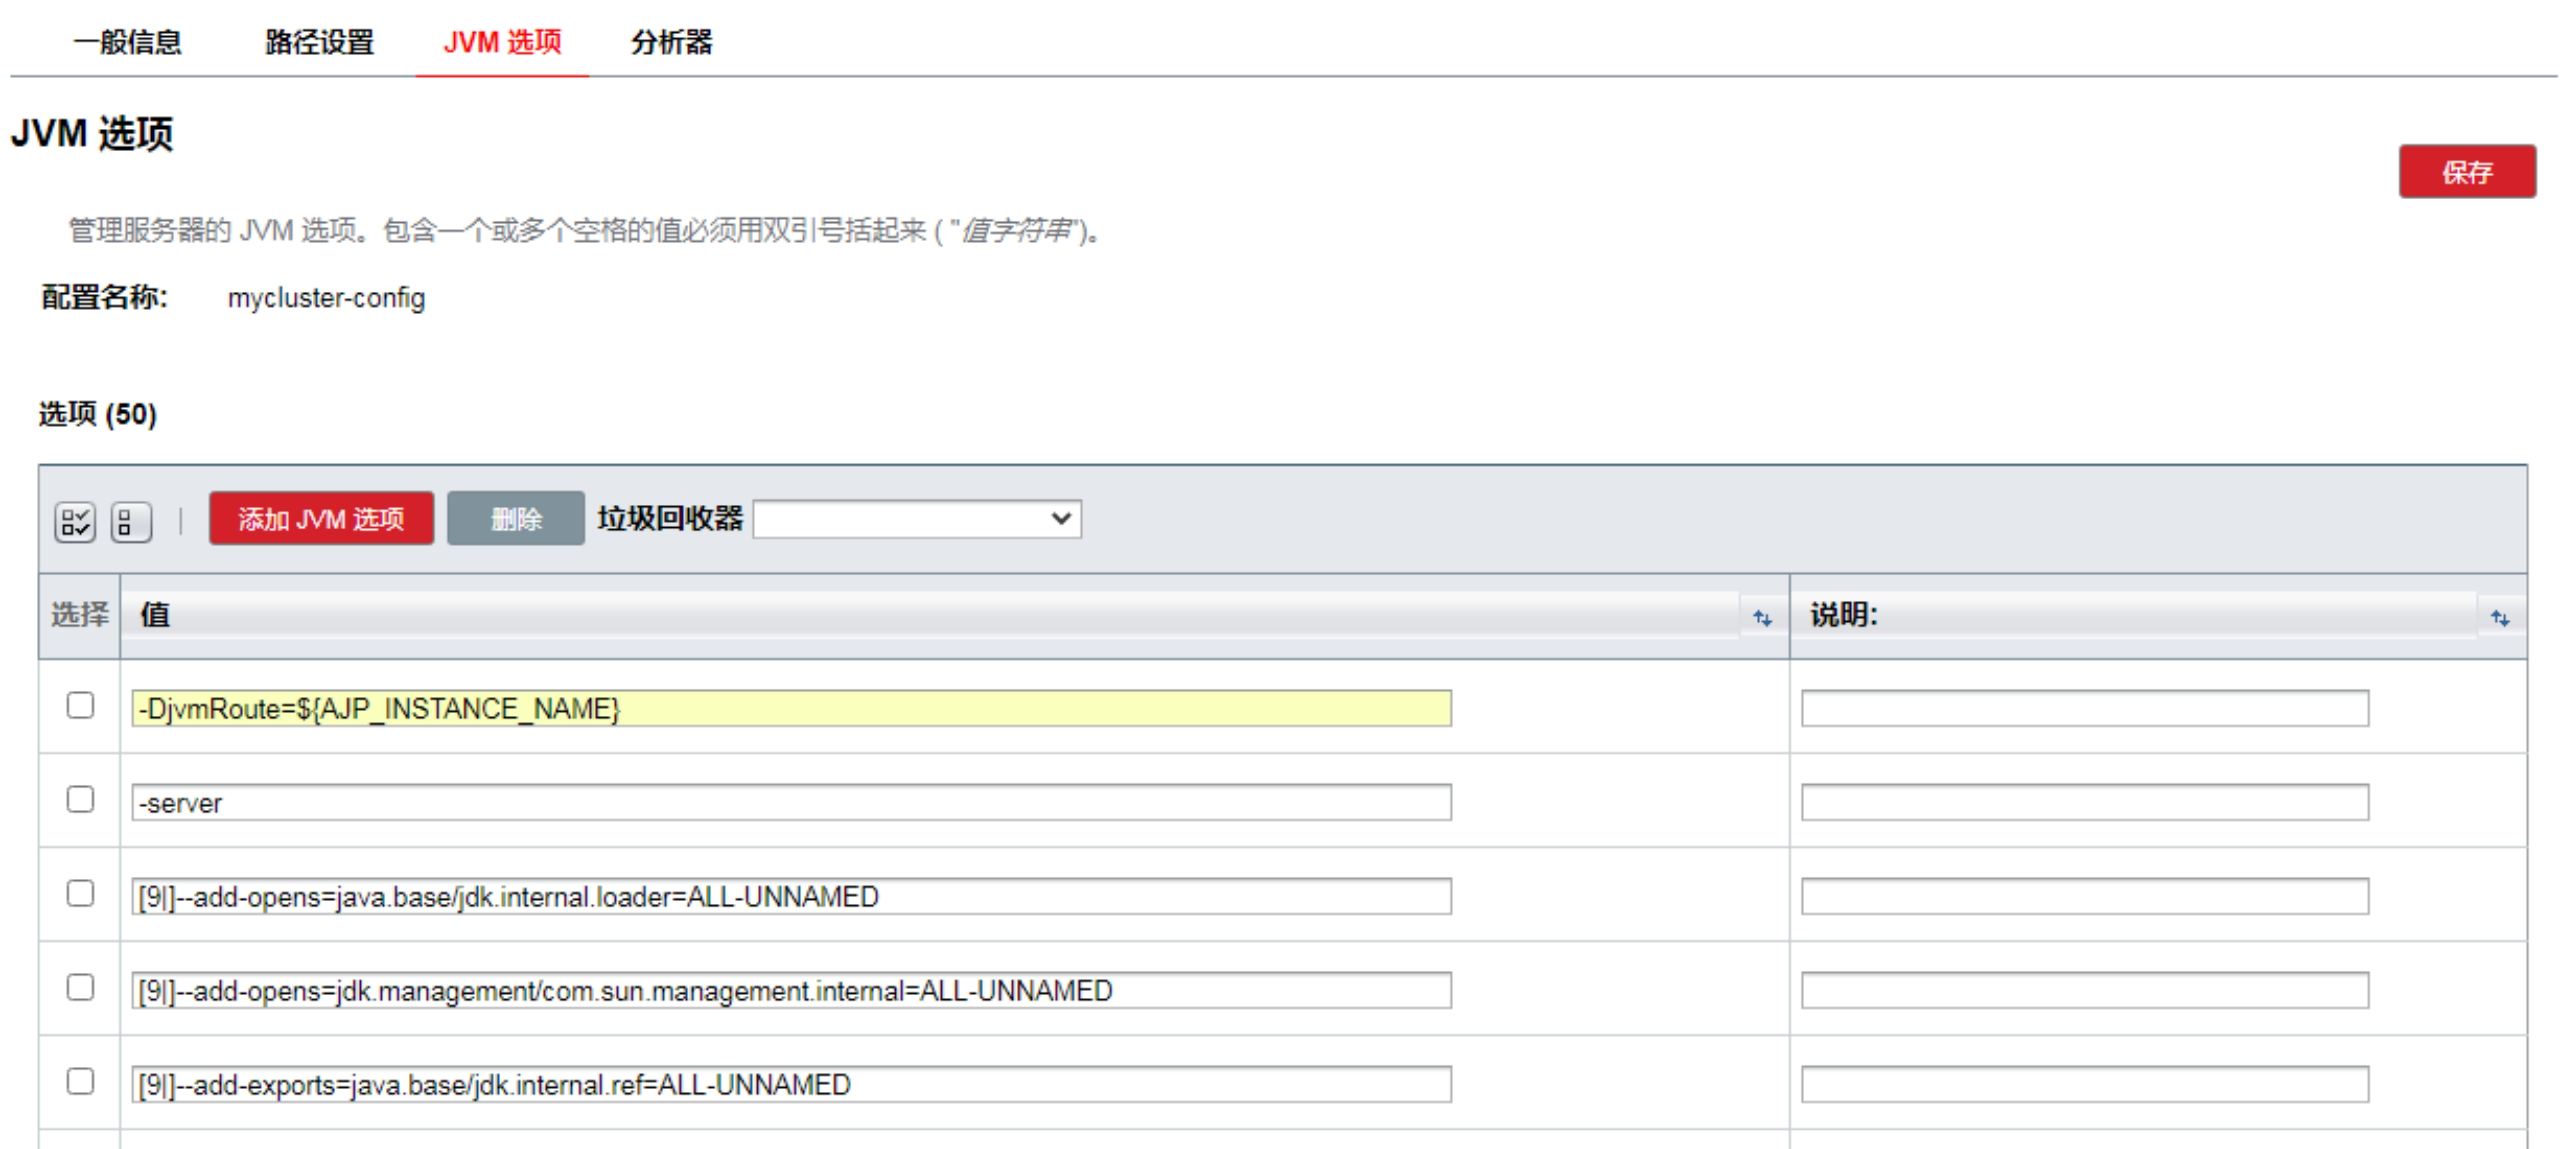 一般信息 路径设置 JVM 选项 分析器
JVM 选项
保存
管理服务器的 JVM 选项。包含一个或多个空格的值必须用双引号括起来 ( "值字符串")。
配置名称: mycluster-config
选项 (50)
添加 JVM 选项 删除 垃圾回收器
选择 值 说明:
-DjvmRoute=${AJP_INSTANCE_NAME}
-server
[9|]--add-opens=java.base/jdk.internal.loader=ALL-UNNAMED
[9|]--add-opens=jdk.management/com.sun.management.internal=ALL-UNNAMED
[9|]--add-exports=java.base/jdk.internal.ref=ALL-UNNAMED